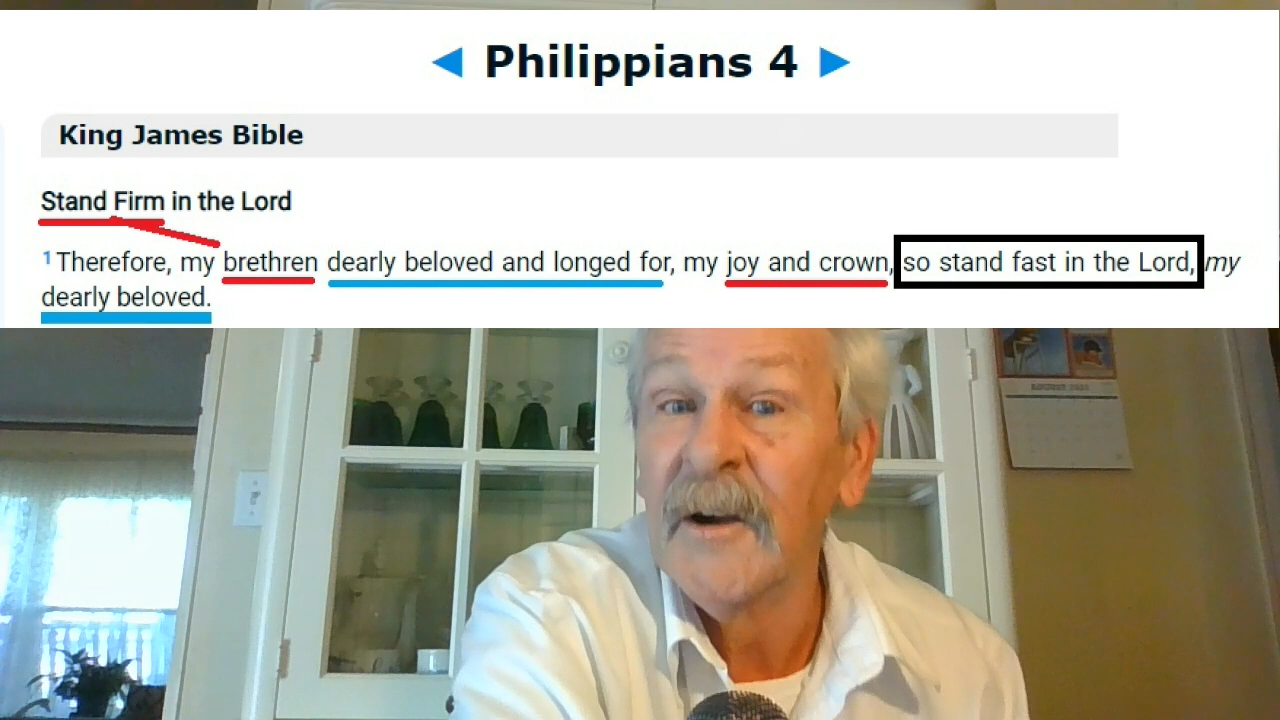 ◄ Philippians 4 ►
King James Bible
Stand Firm in the Lord
1 Therefore, my brethren dearly beloved and longed for, my joy and crown, so stand fast in the Lord, my
dearly beloved.